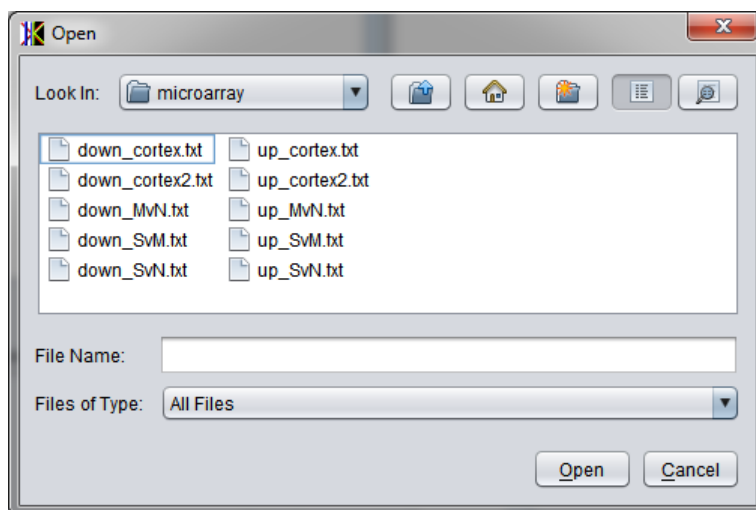 Open
X
Look In: microarray
down_cortex.txt up_cortex.txt
down_cortex2.txt up_cortex2.txt
down_MvN.txt up_MvN.txt
down_SvM.txt up_SvM.txt
down_SvN.txt up_SvN.txt
File Name:
Files of Type: All Files
Open Cancel